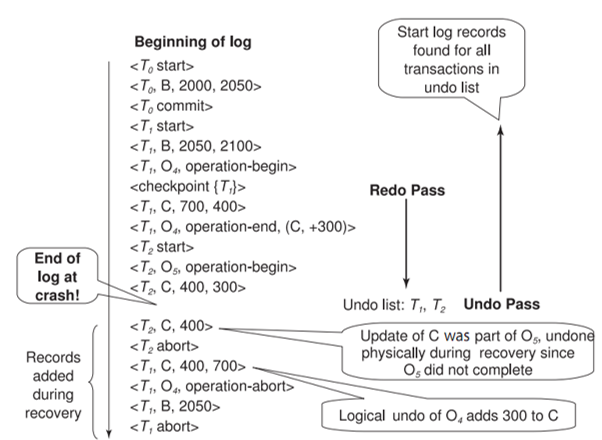 Beginning of log
<T0 start>
<T0, B, 2000, 2050>
<T0 commit>
<T1 start>
<T1, B, 2050, 2100>
<T1, O4, operation-begin>
<checkpoint {T1}>
<T1, C, 700, 400>
<T1, O4, operation-end, (C, +300)>
<T2 start>
<T2, O5, operation-begin>
<T2, C, 400, 300>
End of
log at
crash!
Start log records
found for all
transactions in
undo list
Redo Pass
Undo list: T1, T2
Undo Pass
Records
added
during
recovery
<T2, C, 400>
<T2 abort>
<T1, C, 400, 700>
<T1, O4, operation-abort>
<T1, B, 2050>
<T1 abort>
Update of C was part of O5, undone
physically during recovery since
O5 did not complete
Logical undo of O4 adds 300 to C